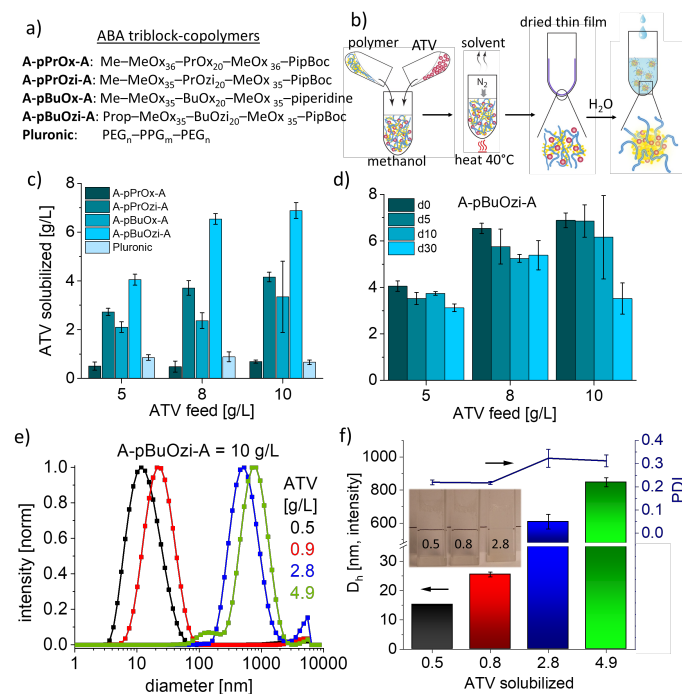 a)
ABA triblock-copolymers
A-pPrOx-A: Me–MeOx36–PrOx20–MeOx36–PipBoc
A-pPrOzi-A: Me–MeOx35–PrOzi20–MeOx35–PipBoc
A-pBuOx-A: Me–MeOx35–BuOx20–MeOx35–piperidine
A-pBuOzi-A: Prop–MeOx35–BuOzi20–MeOx35–PipBoc
Pluronic: PEGn–PPGm–PEGn
b)
polymer
ATV
methanol
solvent
N2
heat 40°C
dried thin film
H2O
c)
A-pPrOx-A
A-pPrOzi-A
A-pBuOx-A
A-pBuOzi-A
Pluronic
ATV solubilized [g/L]
8
6
4
2
0
5
8
10
ATV feed [g/L]
d)
A-pBuOzi-A
d0
d5
d10
d30
8
6
4
2
0
5
8
10
ATV feed [g/L]
e)
A-pBuOzi-A = 10 g/L
ATV
[g/L]
0.5
0.9
2.8
4.9
intensity [norm]
1.0
0.8
0.6
0.4
0.2
0.0
1
10
100
1000
10000
diameter [nm]
f)
Dh [nm, intensity]
1000
800
600
30
20
10
0
PDI
0.4
0.3
0.2
0.1
0.0
0.5
0.8
2.8
0.5
0.8
2.8
4.9
ATV solubilized